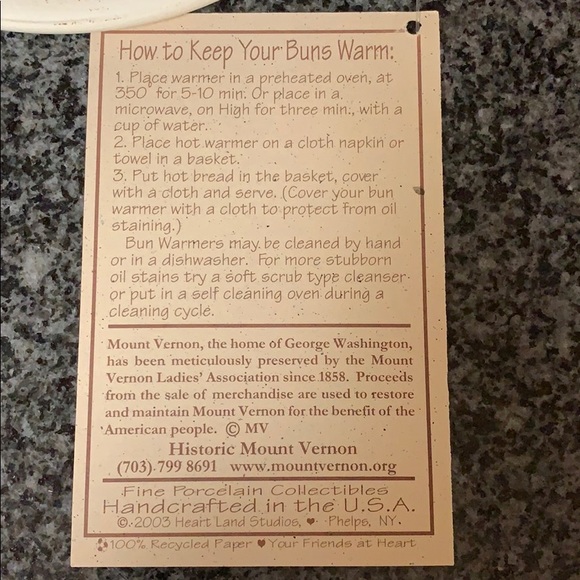 How to Keep Your Buns Warm:
1. Place warmer in a preheated oven, at
350° for 5-10 min. Or place in a
microwave, on High for three min., with a
cup of water.
2. Place hot warmer on a cloth napkin or
towel in a basket.
3. Put hot bread in the basket, cover
with a cloth and serve. (Cover your bun
warmer with a cloth to protect from oil
staining.)
Bun Warmers may be cleaned by hand
or in a dishwasher. For more stubborn
oil stains try a soft scrub type cleanser
or put in a self cleaning oven during a
cleaning cycle.
Mount Vernon, the home of George Washington,
has been meticulously preserved by the Mount
Vernon Ladies' Association since 1858. Proceeds
from the sale of merchandise are used to restore
and maintain Mount Vernon for the benefit of the
American people. © MV
Historic Mount Vernon
(703) 799 8691 www.mountvernon.org
Fine Porcelain Collectibles
Handcrafted in the U.S.A.
© 2003 Heart Land Studios, ♥ Phelps, NY.
100% Recycled Paper ♥ Your Friends at Heart